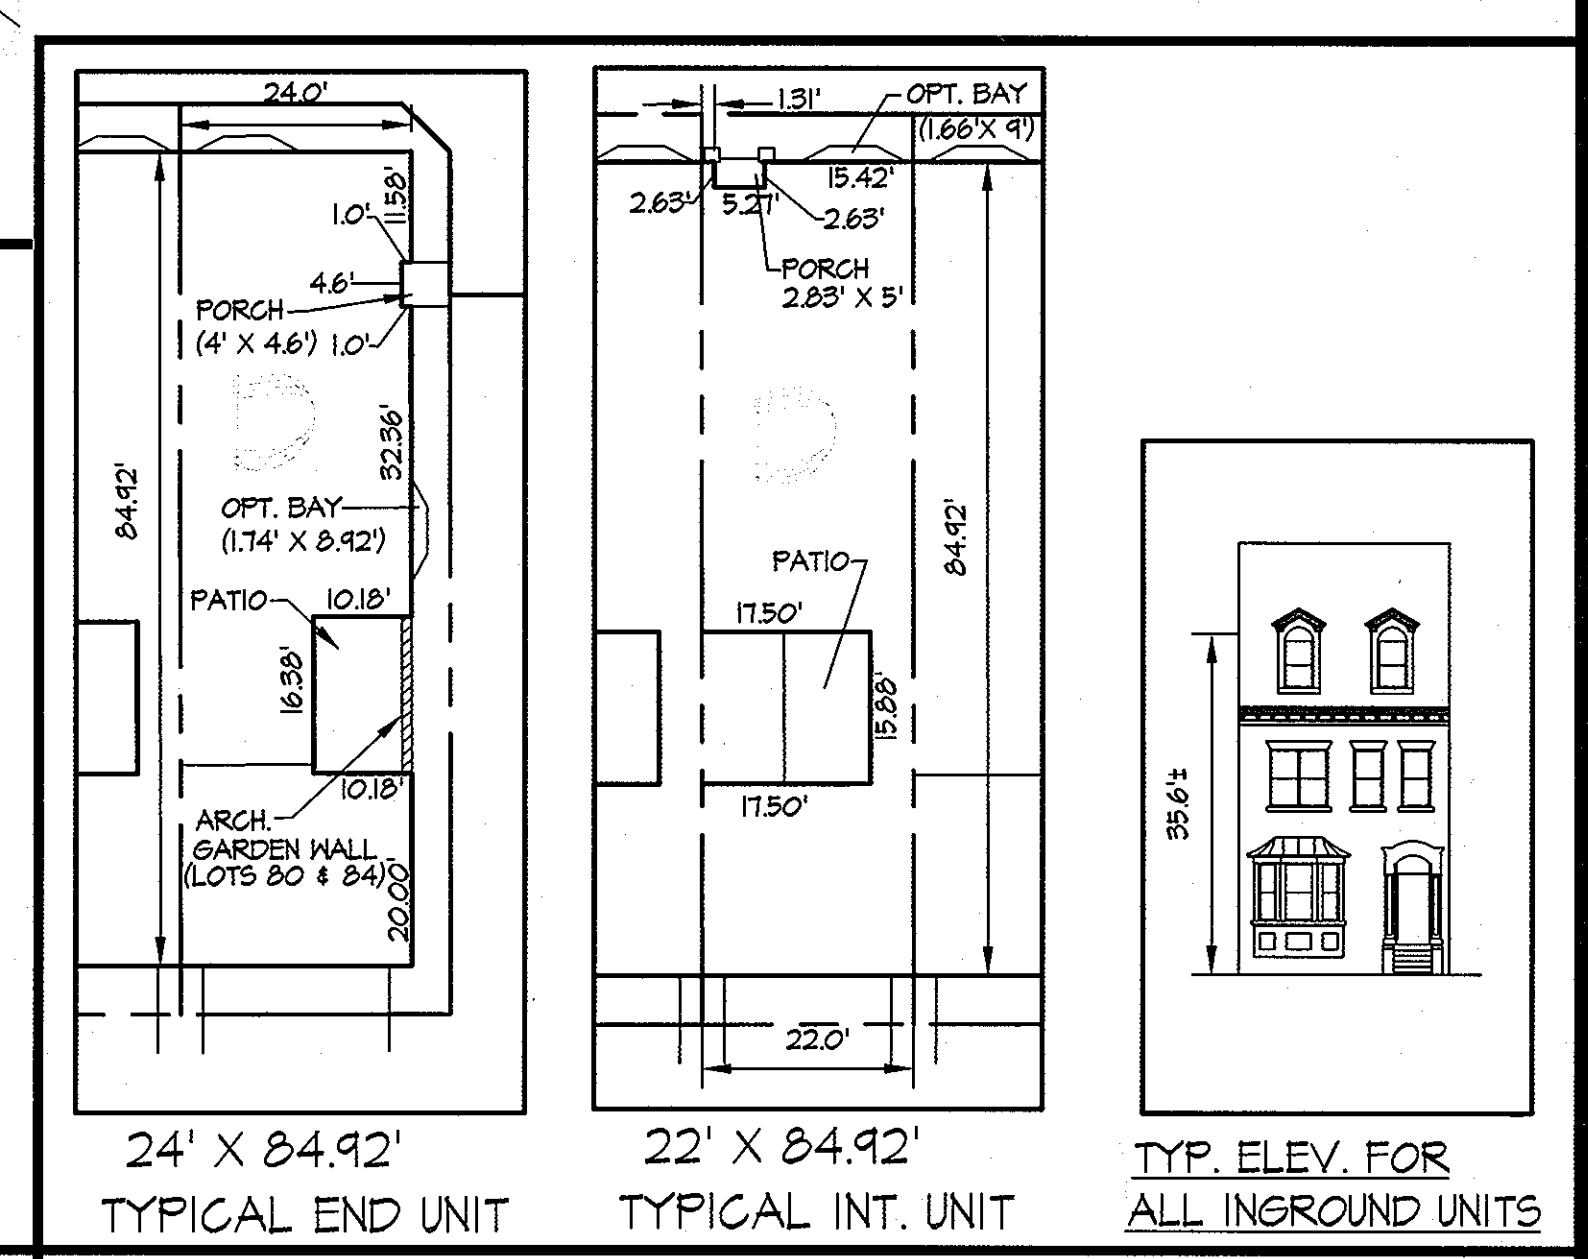 24.0'
11.58'
1.0'
4.6'
PORCH
(4' X 4.6')
1.0'
D
32.36'
84.92'
OPT. BAY
(1.74' X 8.92')
PATIO
10.18'
16.38'
10.18'
ARCH.
GARDEN WALL
(LOTS 80 & 84)
20.00'
24' X 84.92'
TYPICAL END UNIT
1.31'
OPT. BAY
(1.66' X 9')
15.42'
2.63'
5.27'
2.63'
PORCH
2.83' X 5'
D
84.92'
PATIO
17.50'
15.88'
17.50'
22.0'
22' X 84.92'
TYPICAL INT. UNIT
35.6'±
TYP. ELEV. FOR
ALL INGROUND UNITS